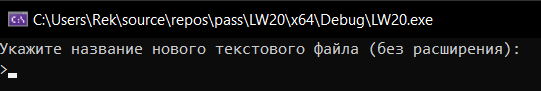 C:\Users\Rek\source\repos\pass\LW20\x64\Debug\LW20.exe
Укажите название нового текстового файла (без расширения):
>